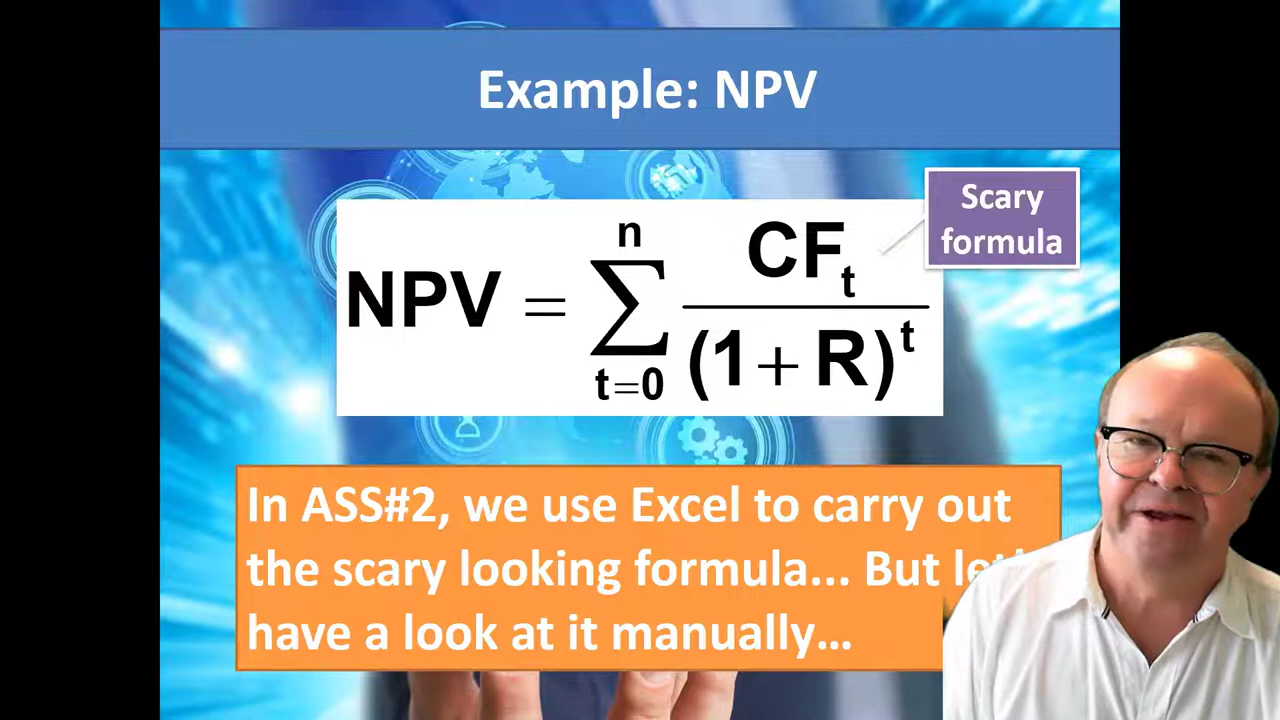 Example: NPV
Scary
formula
n
NPV = ∑ CFₜ
(1+R)ᵗ
t=0
In ASS#2, we use Excel to carry out
the scary looking formula... But
have a look at it manually...